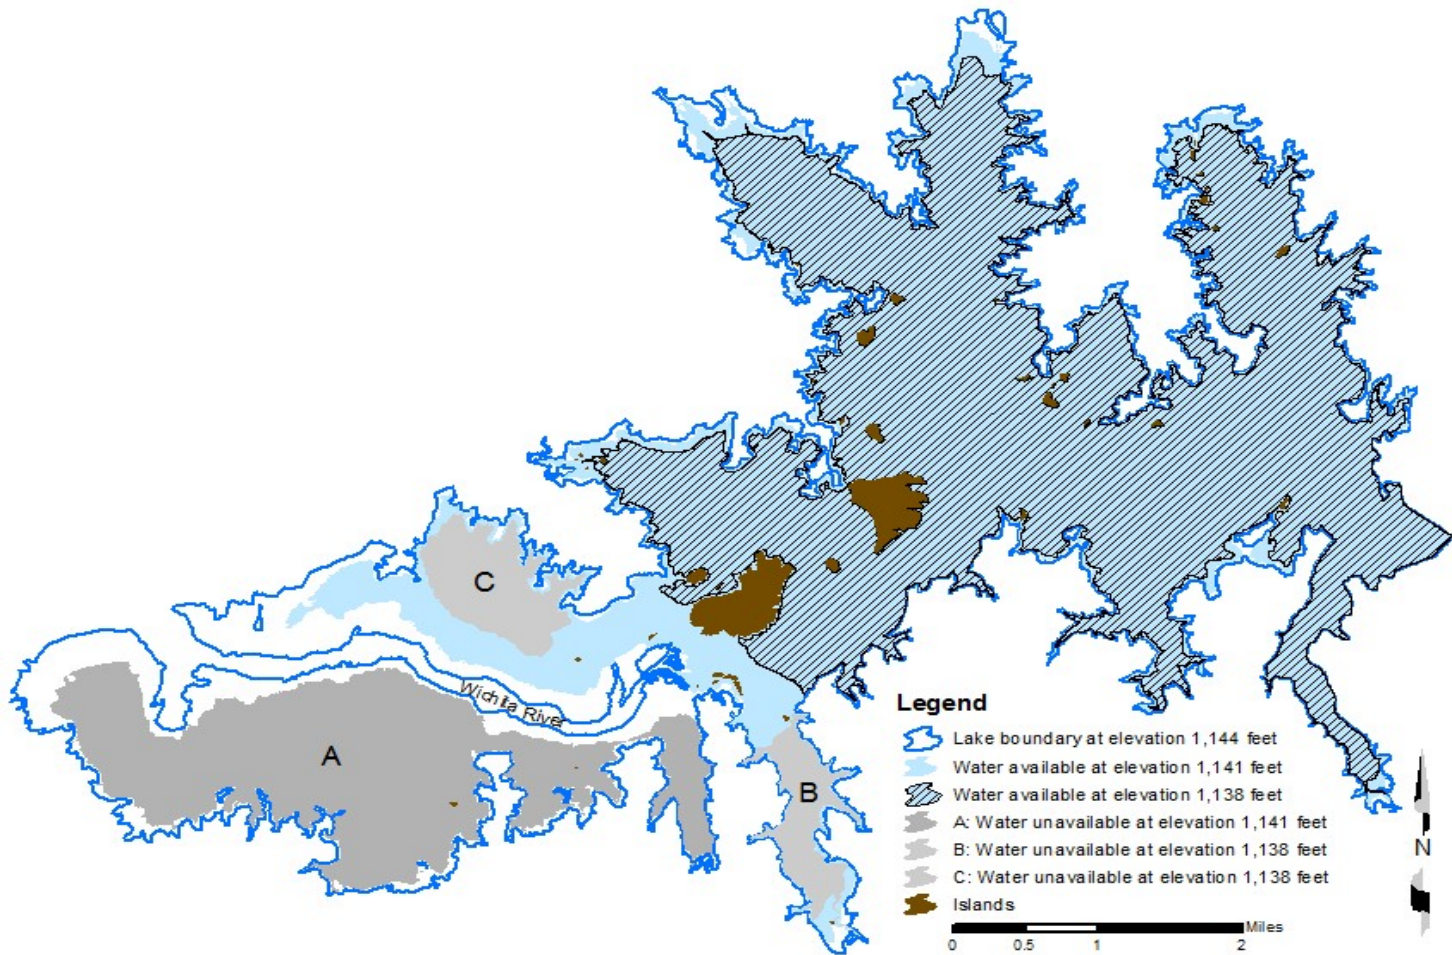 C
Wichita River
A
B
Legend
Lake boundary at elevation 1,144 feet
Water available at elevation 1,141 feet
Water available at elevation 1,138 feet
A: Water unavailable at elevation 1,141 feet
B: Water unavailable at elevation 1,138 feet
C: Water unavailable at elevation 1,138 feet
Islands
N
Miles
0 0.5 1 2